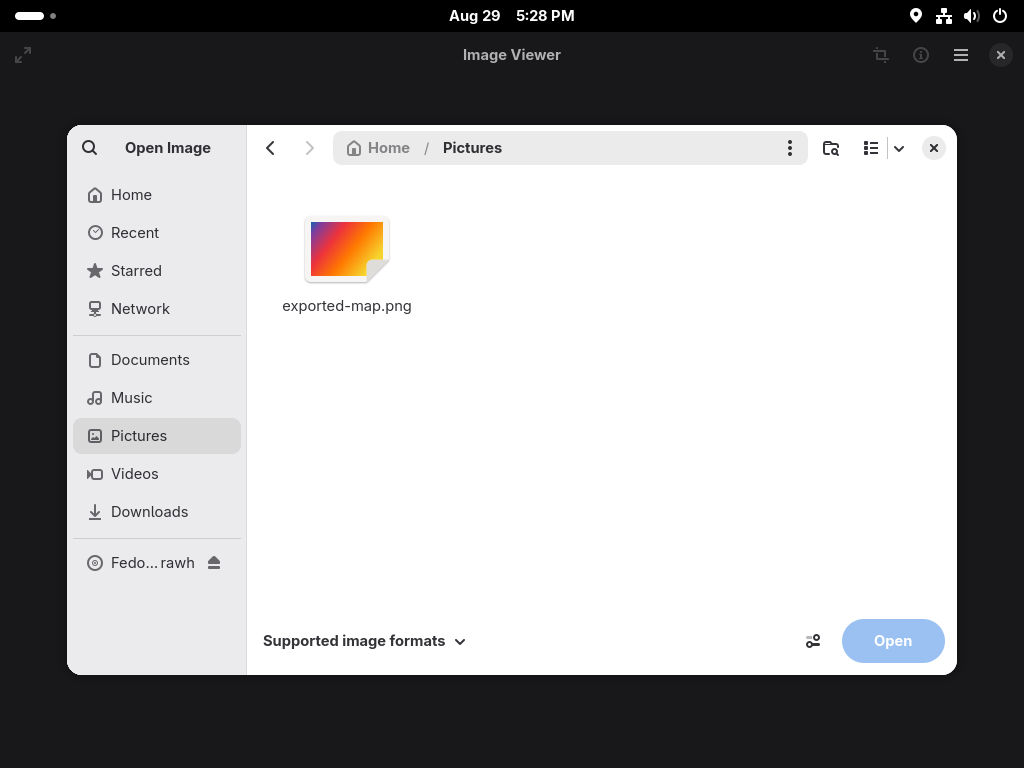 Aug 29 5:28 PM
Image Viewer
Open Image
Home / Pictures
Home
Recent
Starred
Network
Documents
Music
Pictures
Videos
Downloads
Fedo... rawh
exported-map.png
Supported image formats
Open